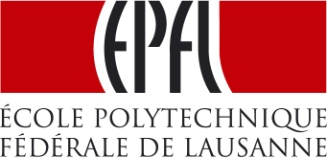 EPFL
ÉCOLE POLYTECHNIQUE
FÉDÉRALE DE LAUSANNE